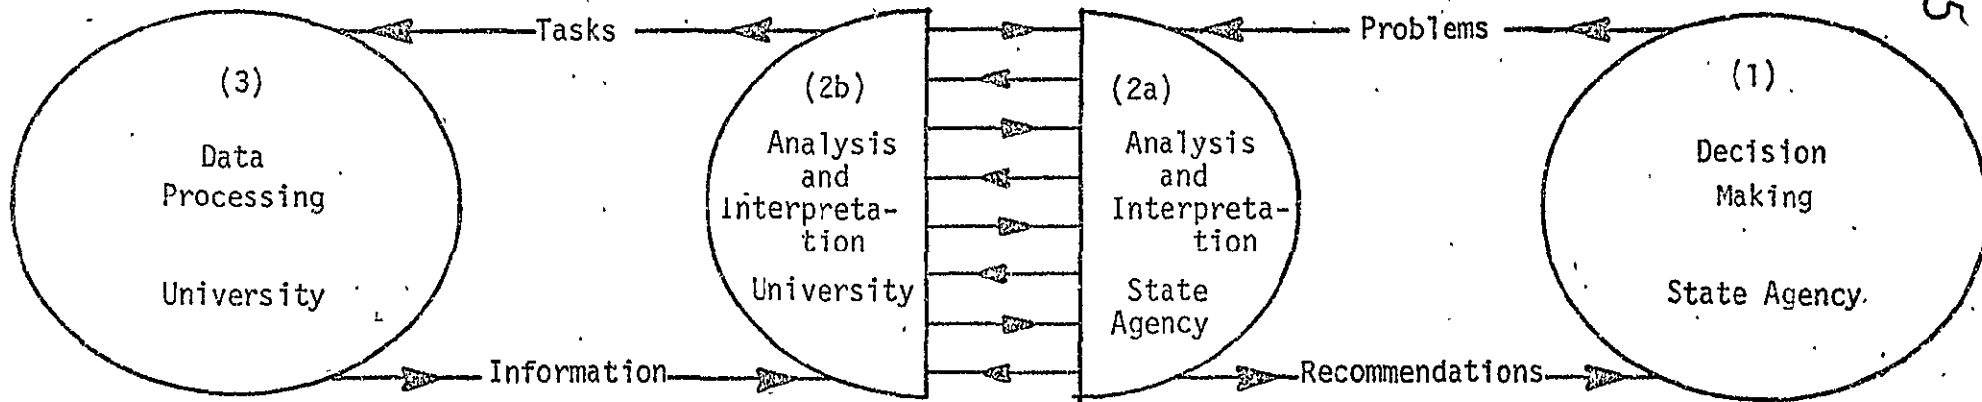 5
Tasks
Problems
(3)
Data
Processing
University
(2b)
Analysis
and
Interpreta-
tion
University
(2a)
Analysis
and
Interpreta-
tion
State
Agency
(1)
Decision
Making
State Agency
Information
Recommendations